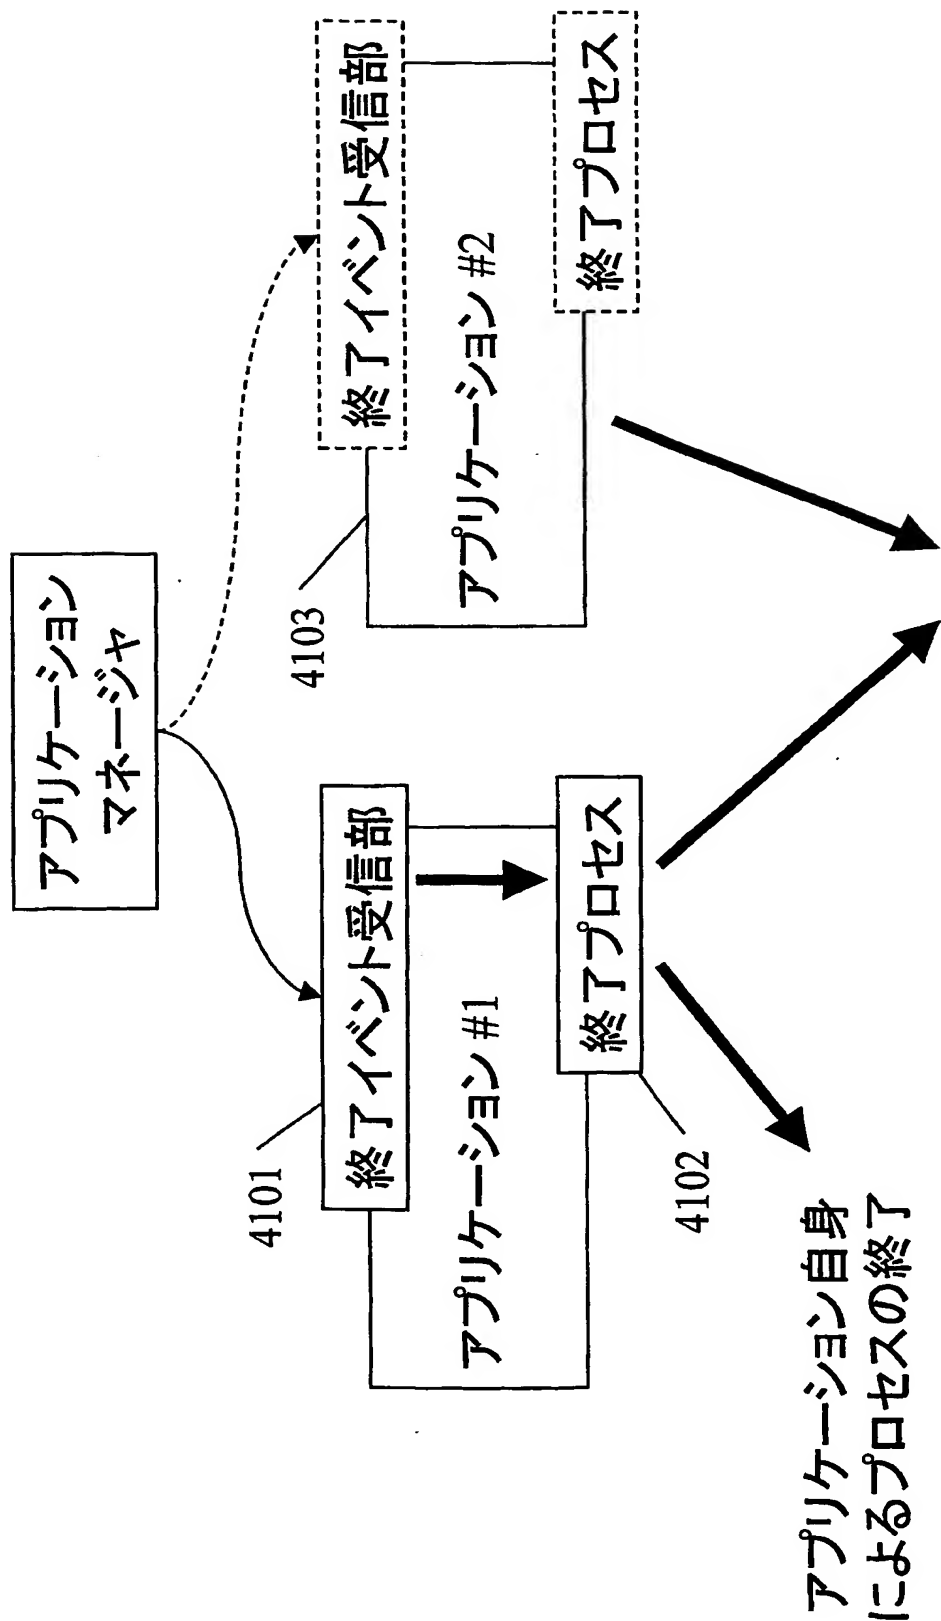 アプリケーション
マネージャ
4101
終了イベント受信部
アプリケーション #1
終了プロセス
4102
4103
終了イベント受信部
アプリケーション #2
終了プロセス
アプリケーション自身
によるプロセスの終了